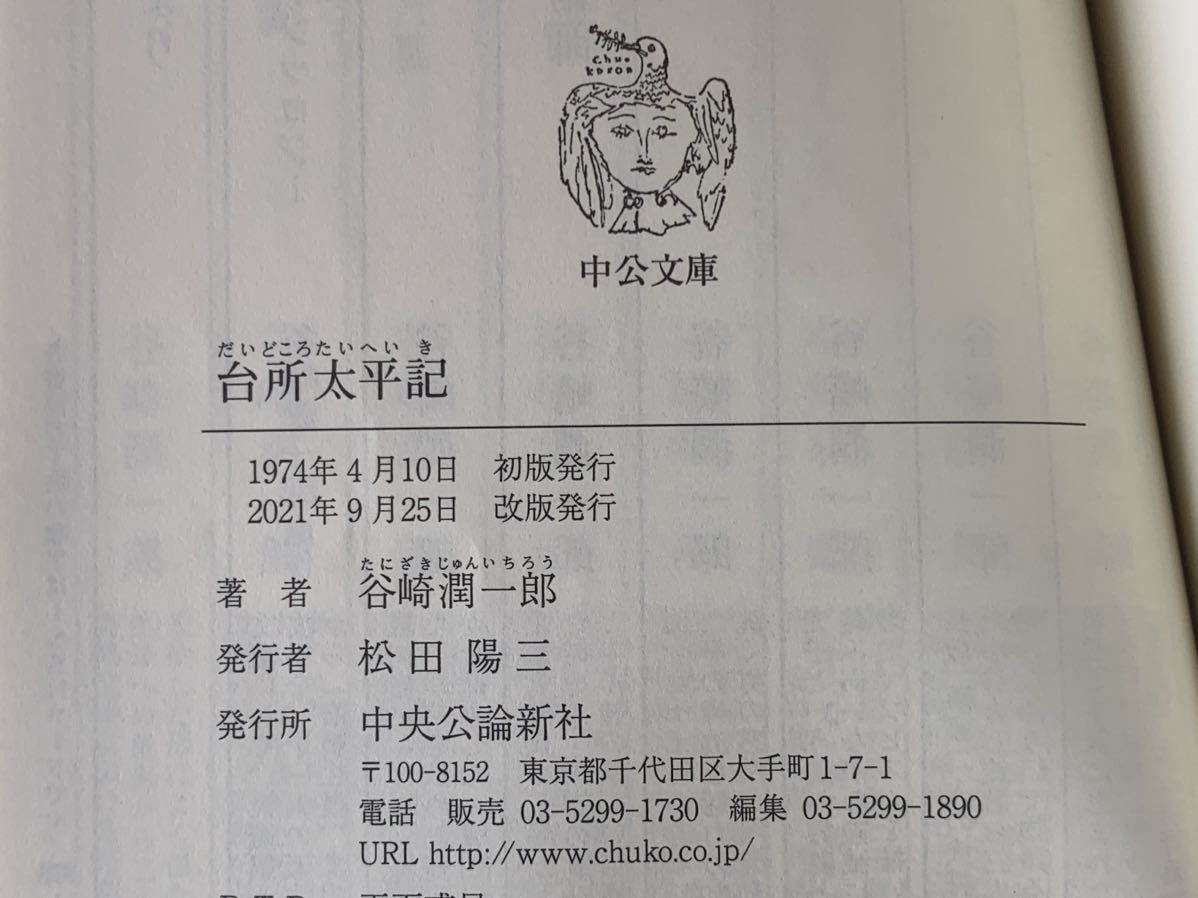 Chuo
koron
中公文庫
だいどころたいへいき
台所太平記
1974年4月10日 初版発行
2021年9月25日 改版発行
たにざきじゅんいちろう
著者 谷崎潤一郎
発行者 松田陽三
発行所 中央公論新社
〒100-8152 東京都千代田区大手町1-7-1
電話 販売 03-5299-1730 編集 03-5299-1890
URL http://www.chuko.co.jp/